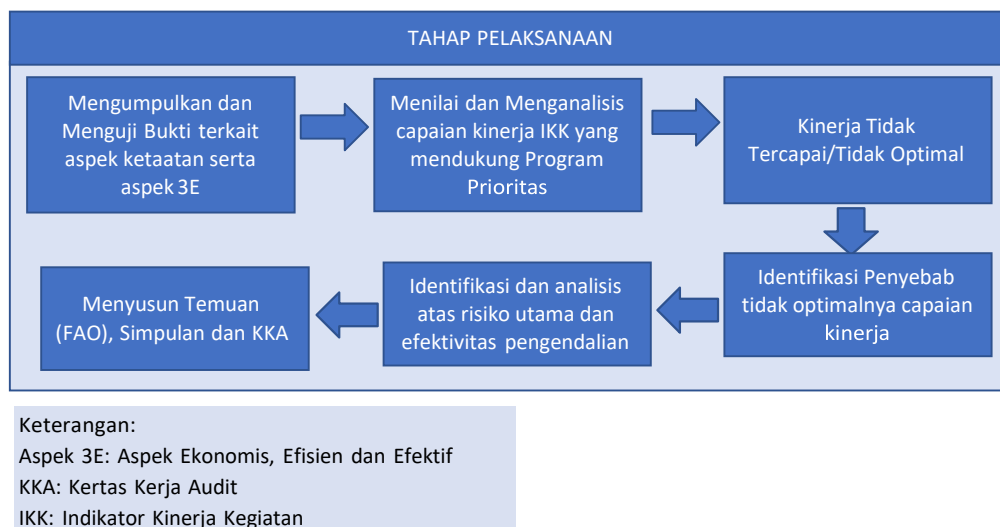 TAHAP PELAKSANAAN
Mengumpulkan dan
Menguji Bukti terkait
aspek ketaatan serta
aspek 3E
Menilai dan Menganalisis
capaian kinerja IKK yang
mendukung Program
Prioritas
Kinerja Tidak
Tercapai/Tidak Optimal
Identifikasi Penyebab
tidak optimalnya capaian
kinerja
Identifikasi dan analisis
atas risiko utama dan
efektivitas pengendalian
Menyusun Temuan
(FAO), Simpulan dan KKA
Keterangan:
Aspek 3E: Aspek Ekonomis, Efisien dan Efektif
KKA: Kertas Kerja Audit
IKK: Indikator Kinerja Kegiatan